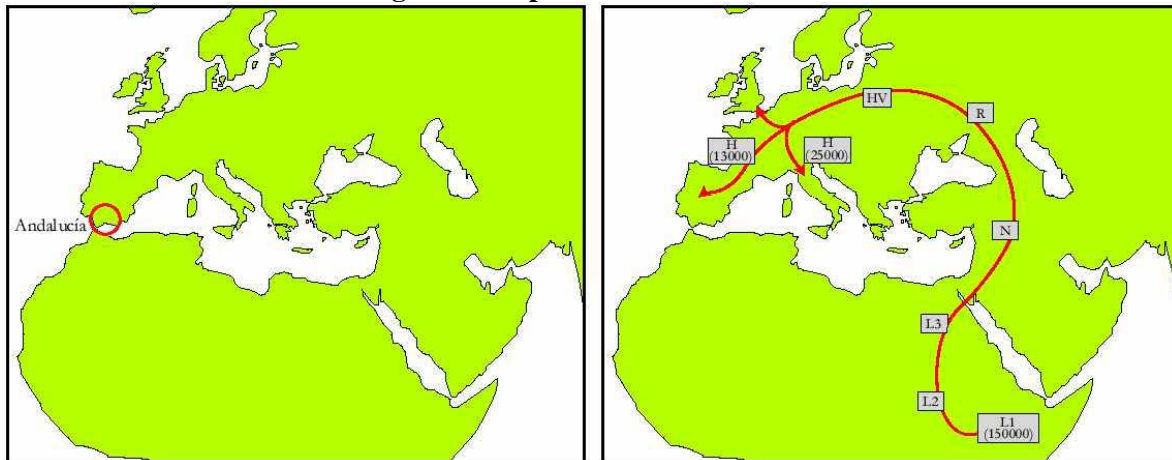 Andalucía
HV
R
H
(13000)
H
(25000)
N
L3
L2
L1
(150000)